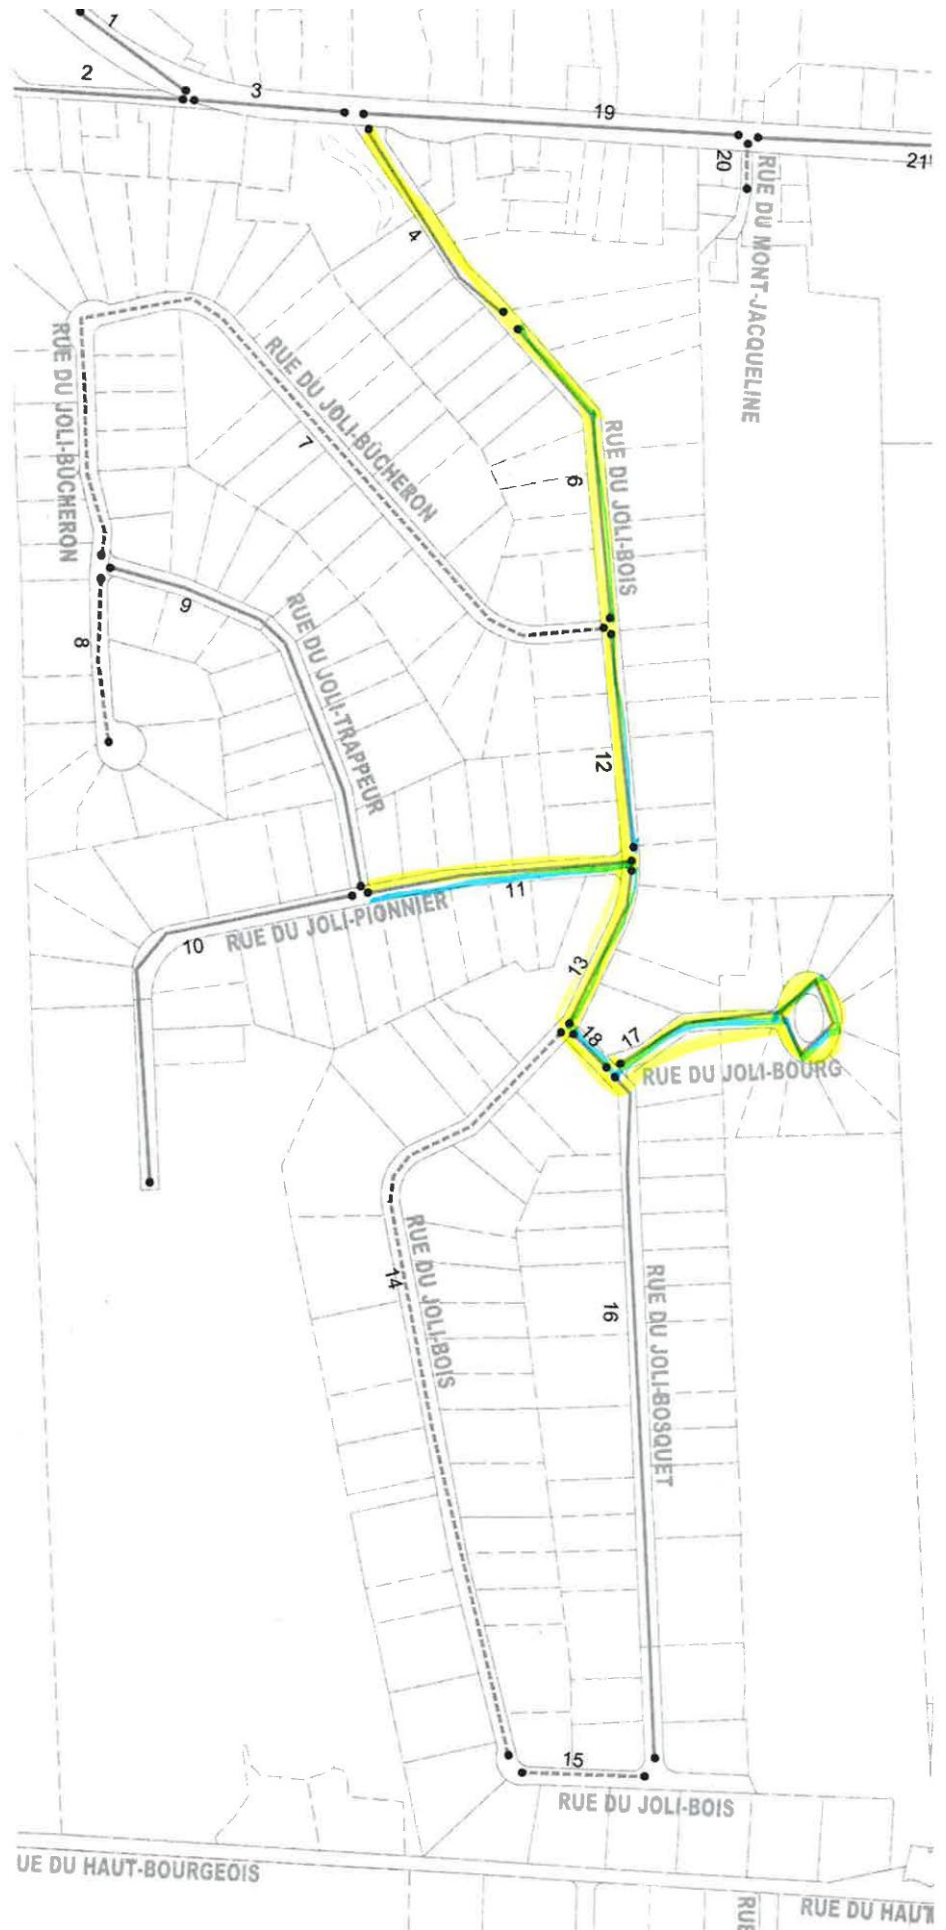 1
2
3
19
20
21
RUE DU MONT-JACQUELINE
4
RUE DU JOLI-BÛCHERON
RUE DU JOLI-BÛCHERON
7
6
RUE DU JOLI-BOIS
9
8
RUE DU JOLI-TRAPPEUR
12
11
RUE DU JOLI-PIONNIER
10
13
18
17
RUE DU JOLI-BOURG
14
RUE DU JOLI-BOIS
16
RUE DU JOLI-BOSQUET
15
RUE DU JOLI-BOIS
UE DU HAUT-BOURGEOIS
RUE
RUE DU HAUT